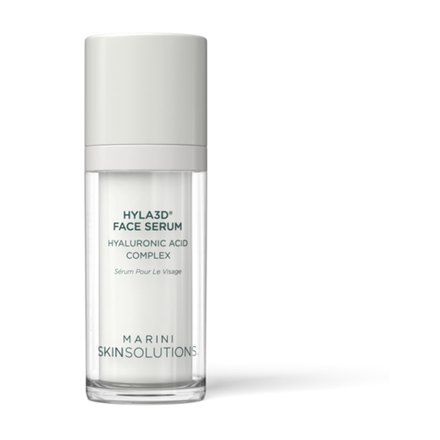 HYLA3D®
FACE SERUM
HYALURONIC ACID
COMPLEX
Sérum Pour Le Visage
MARINI
SKINSOLUTIONS